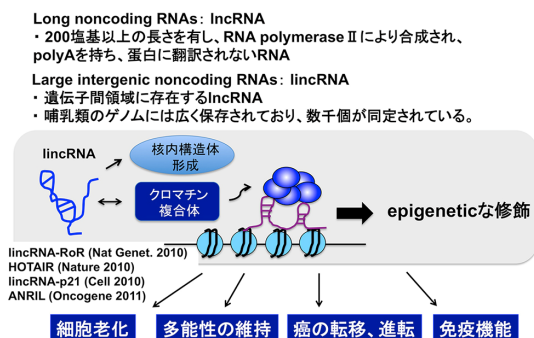 Long noncoding RNAs: lncRNA
・200塩基以上の長さを有し、RNA polymeraseⅡにより合成され、
polyAを持ち、蛋白に翻訳されないRNA
Large intergenic noncoding RNAs: lincRNA
・遺伝子間領域に存在するlncRNA
・哺乳類のゲノムには広く保存されており、数千個が同定されている。
lincRNA
核内構造体
形成
クロマチン
複合体
epigeneticな修飾
lincRNA-RoR (Nat Genet. 2010)
HOTAIR (Nature 2010)
lincRNA-p21 (Cell 2010)
ANRIL (Oncogene 2011)
細胞老化
多能性の維持
癌の転移、進転
免疫機能